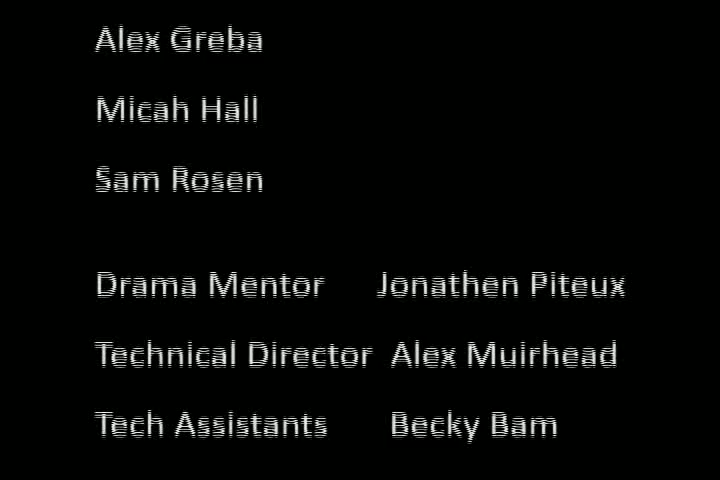 Alex Greba
Micah Hall
Sam Rosen
Drama Mentor Jonathen Piteux
Technical Director Alex Muirhead
Tech Assistants Becky Bam